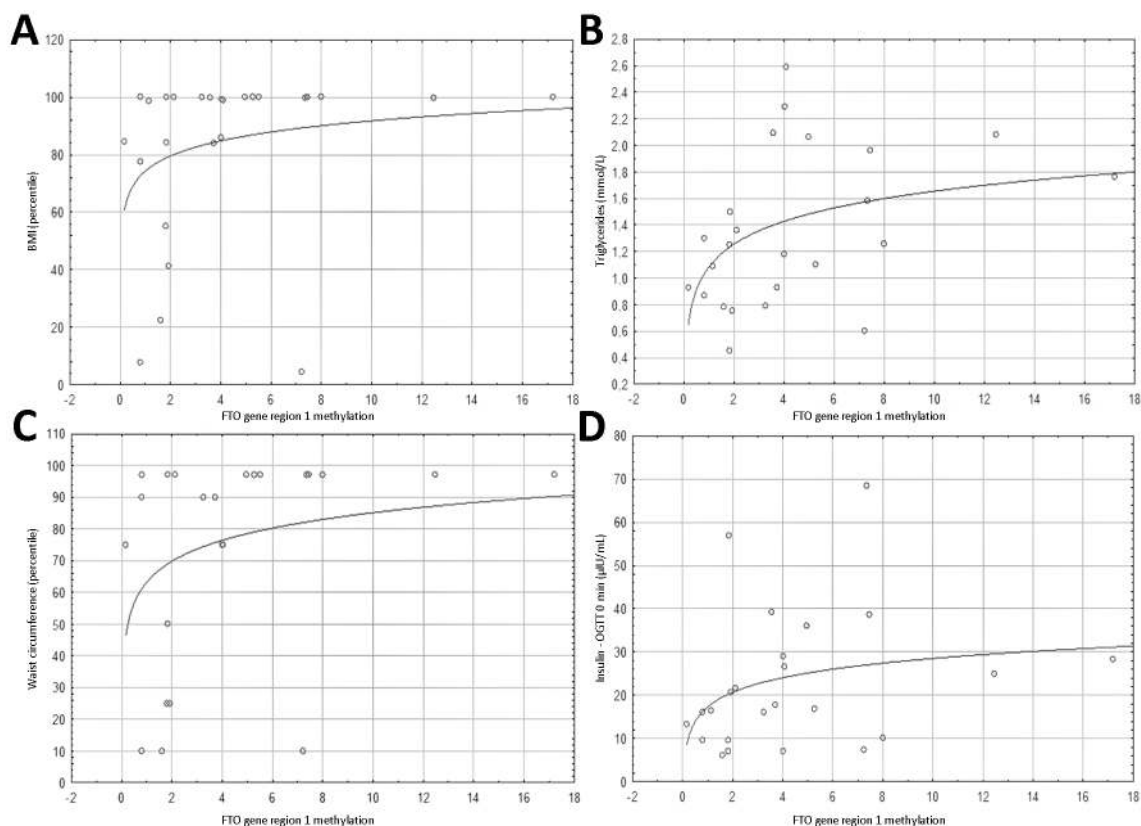 A
120
100
80
60
40
20
0
BMI (percentile)
-2 0 2 4 6 8 10 12 14 16 18
FTO gene region 1 methylation
B
2.8
2.6
2.4
2.2
2.0
1.8
1.6
1.4
1.2
1.0
0.8
0.6
0.4
0.2
Triglycerides (mmol/L)
-2 0 2 4 6 8 10 12 14 16 18
FTO gene region 1 methylation
C
110
100
90
80
70
60
50
40
30
20
10
0
Waist circumference (percentile)
-2 0 2 4 6 8 10 12 14 16 18
FTO gene region 1 methylation
D
80
70
60
50
40
30
20
10
0
Insulin - OGTT 0 min (µIU/mL)
-2 0 2 4 6 8 10 12 14 16 18
FTO gene region 1 methylation